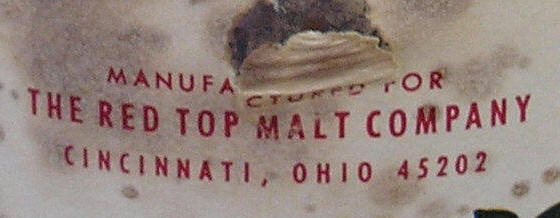 MANUFACTURED FOR
THE RED TOP MALT COMPANY
CINCINNATI, OHIO 45202